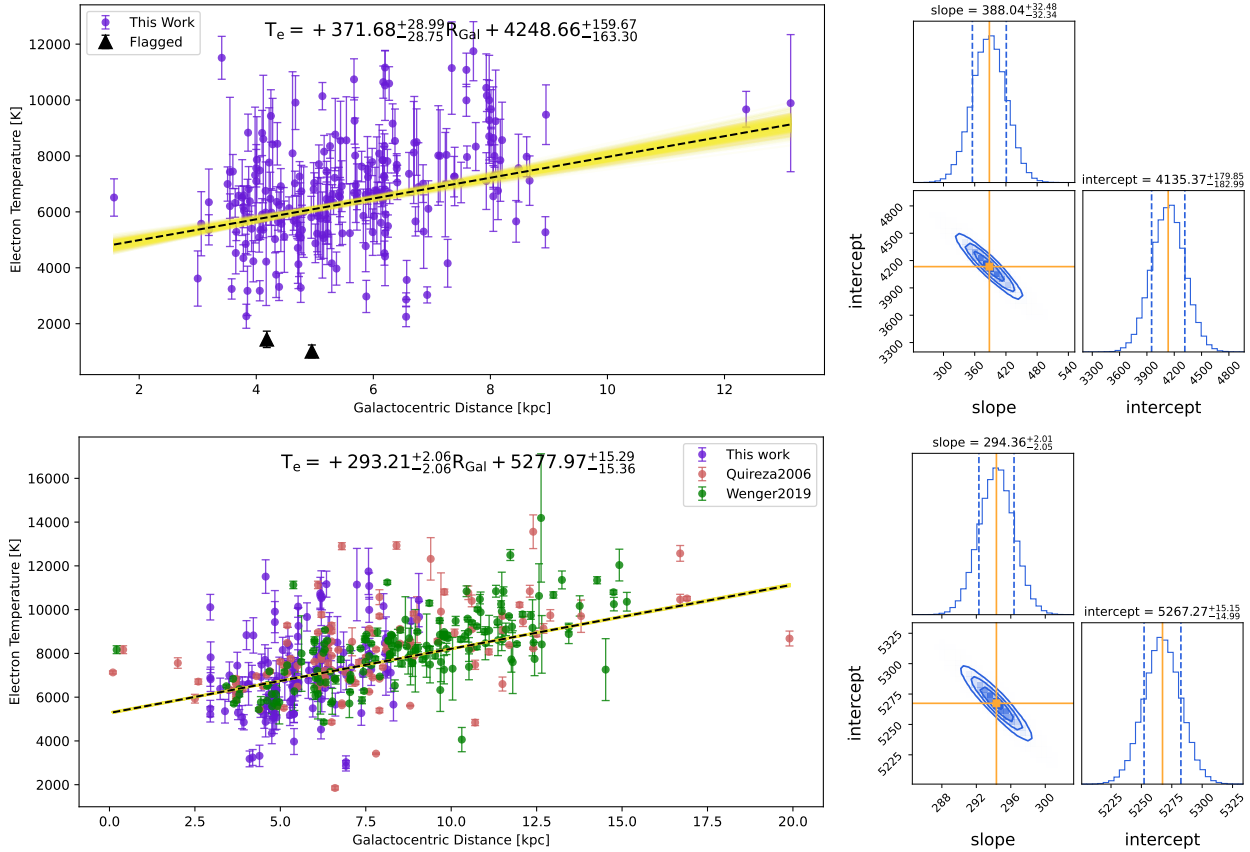 This Work
Flagged
T_e = +371.68^{+28.99}_{-28.75}R_Gal + 4248.66^{+159.67}_{-163.30}
12000
10000
8000
6000
4000
2000
Electron Temperature [K]
2 4 6 8 10 12
Galactocentric Distance [kpc]
slope = 388.04^{+32.48}_{-32.34}
intercept = 4135.37^{+179.85}_{-182.99}
4800
4500
4200
3900
3600
3300
intercept
300 360 420 480 540
slope
3300 3600 3900 4200 4500 4800
intercept
T_e = +293.21^{+2.06}_{-2.06}R_Gal + 5277.97^{+15.29}_{-15.36}
This work
Quireza2006
Wenger2019
16000
14000
12000
10000
8000
6000
4000
2000
Electron Temperature [K]
0.0 2.5 5.0 7.5 10.0 12.5 15.0 17.5 20.0
Galactocentric Distance [kpc]
slope = 294.36^{+2.01}_{-2.05}
intercept = 5267.27^{+15.15}_{-14.99}
5325
5300
5275
5250
5225
intercept
288 292 296 300
slope
5225 5250 5275 5300 5325
intercept